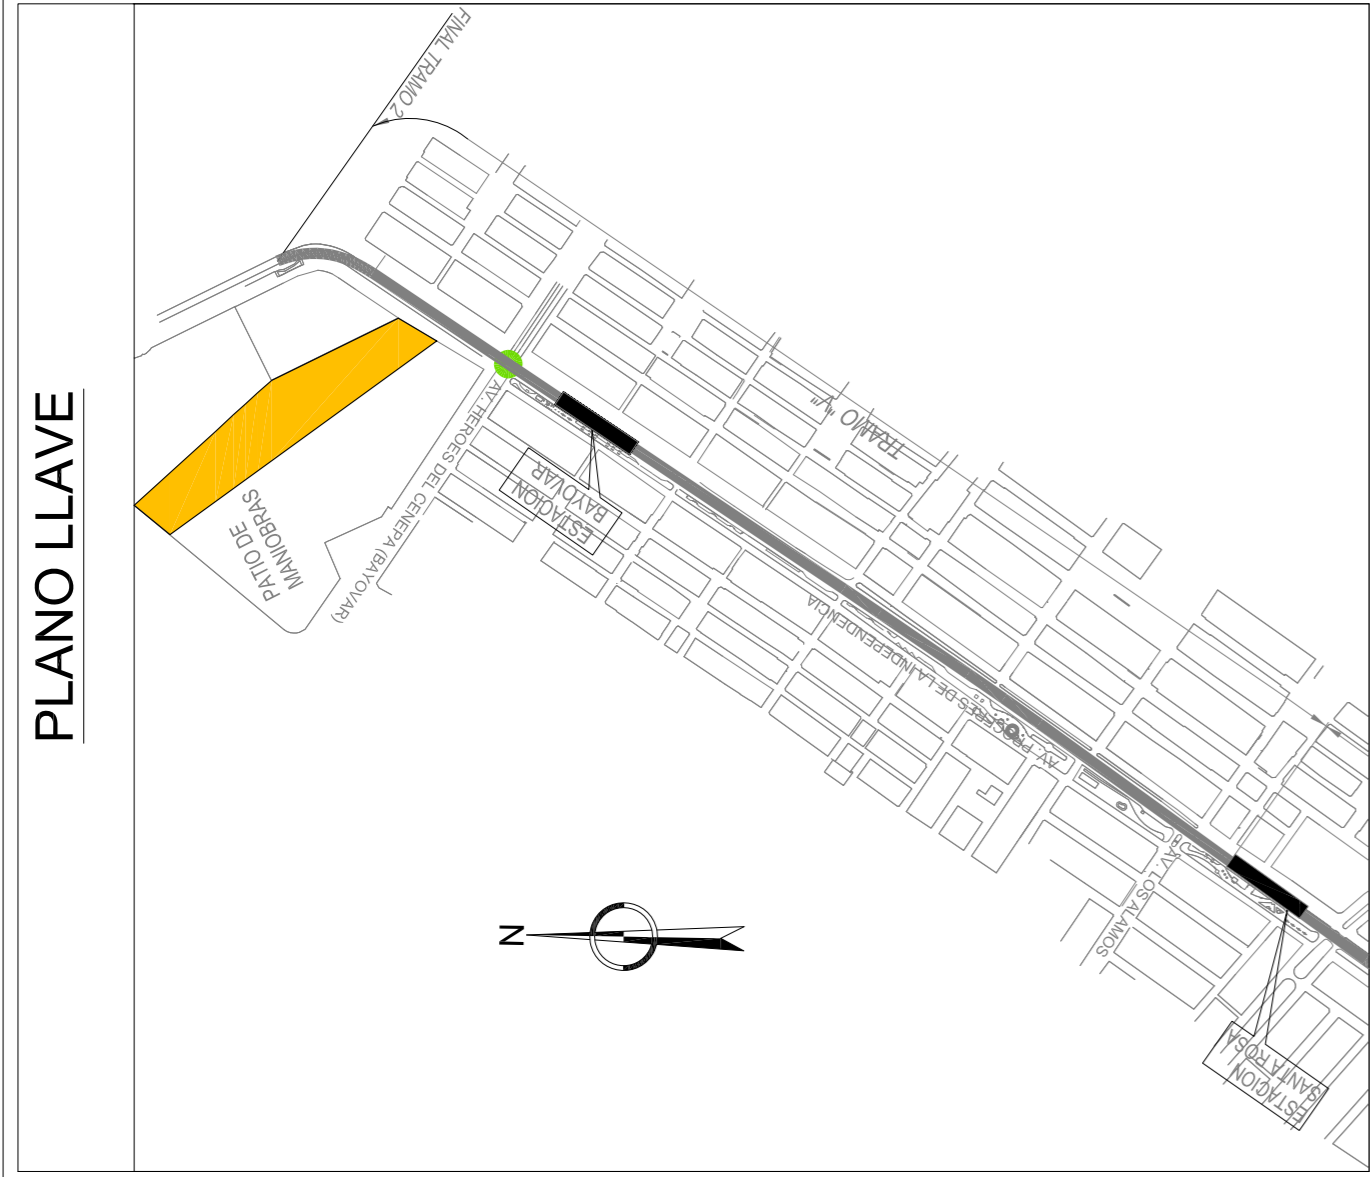 PLANO LLAVE
FINAL TRAMO 2
PATIO DE
MANIOBRAS
AV. HEROES DEL CENEPA (BAYOVAR)
ESTACION
BAYOVAR
TRAMO "A"
AV. PROCERES DE LA INDEPENDENCIA
N
AV. LOS ALAMOS
ESTACION
SANTA ROSA